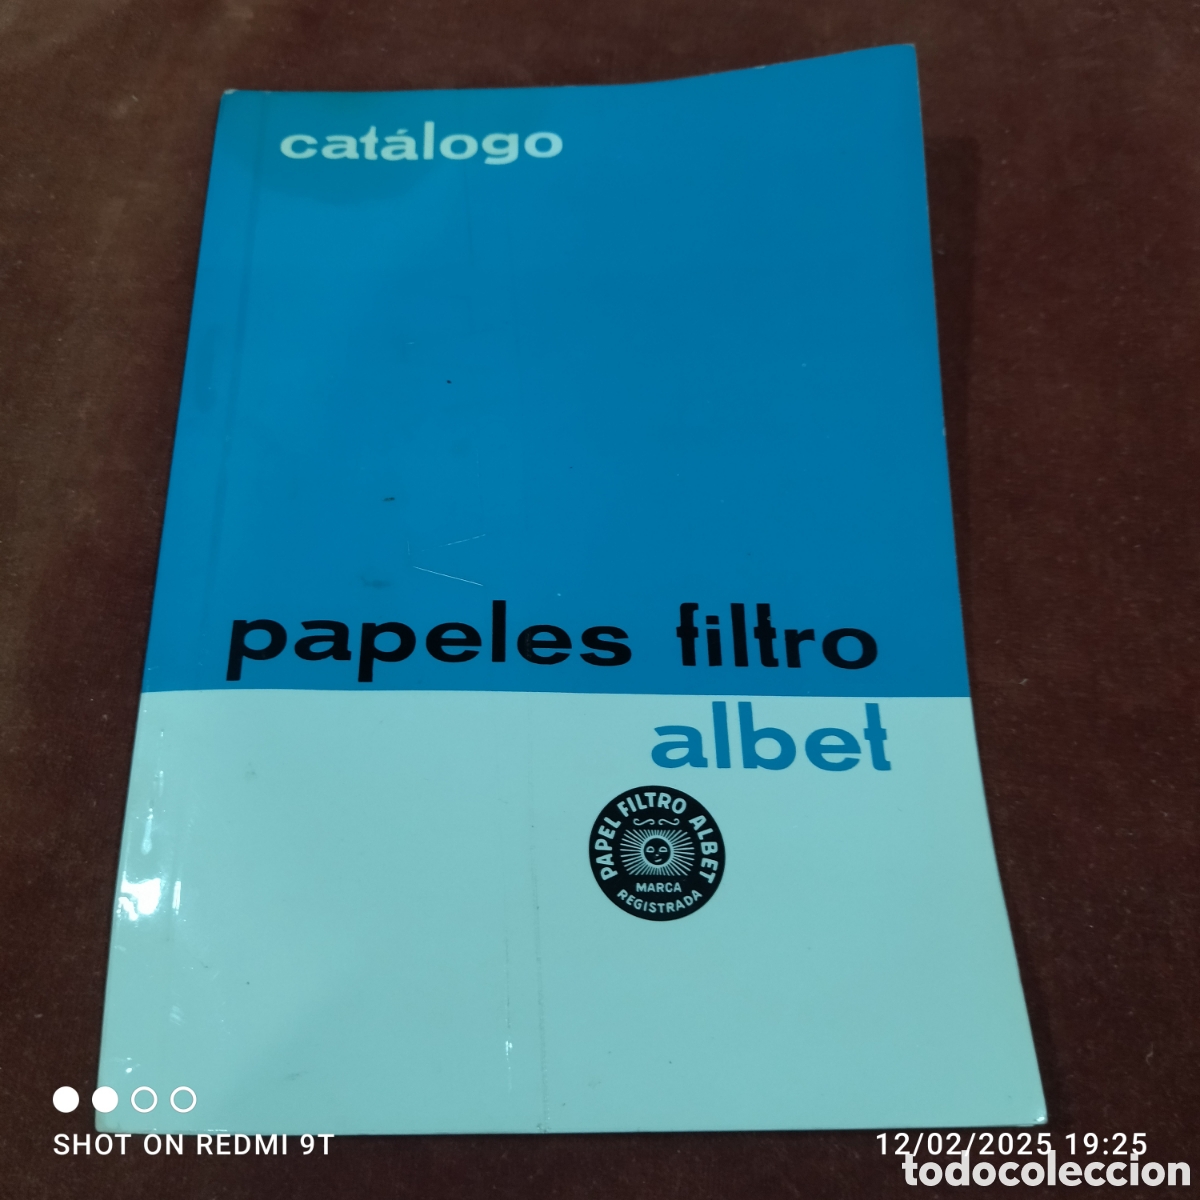 catálogo
papeles filtro
albet
PAPEL FILTRO ALBET
MARCA
REGISTRADA
SHOT ON REDMI 9T
12/02/2025 19:25
todocoleccion